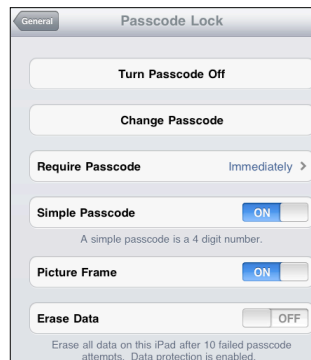 General
Passcode Lock
Turn Passcode Off
Change Passcode
Require Passcode Immediately >
Simple Passcode ON
A simple passcode is a 4 digit number.
Picture Frame ON
Erase Data OFF
Erase all data on this iPad after 10 failed passcode
attempts. Data protection is enabled.